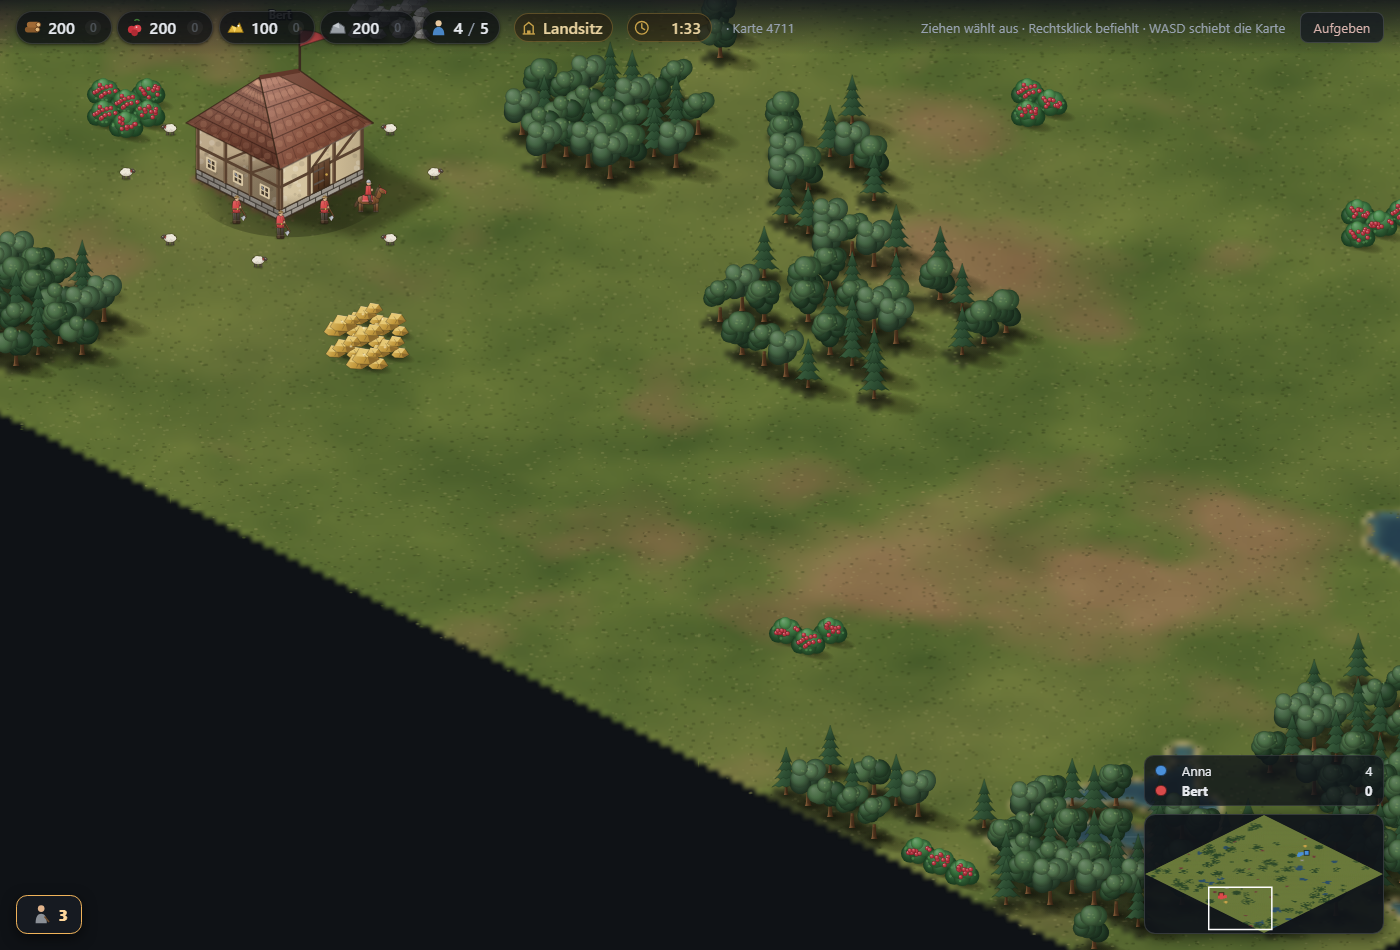 200 0 200 0 100 0 200 0 4 / 5 Landsitz 1:33 · Karte 4711 Ziehen wählt aus · Rechtsklick befiehlt · WASD schiebt die Karte Aufgeben
Bert
Anna 4
Bert 0
3